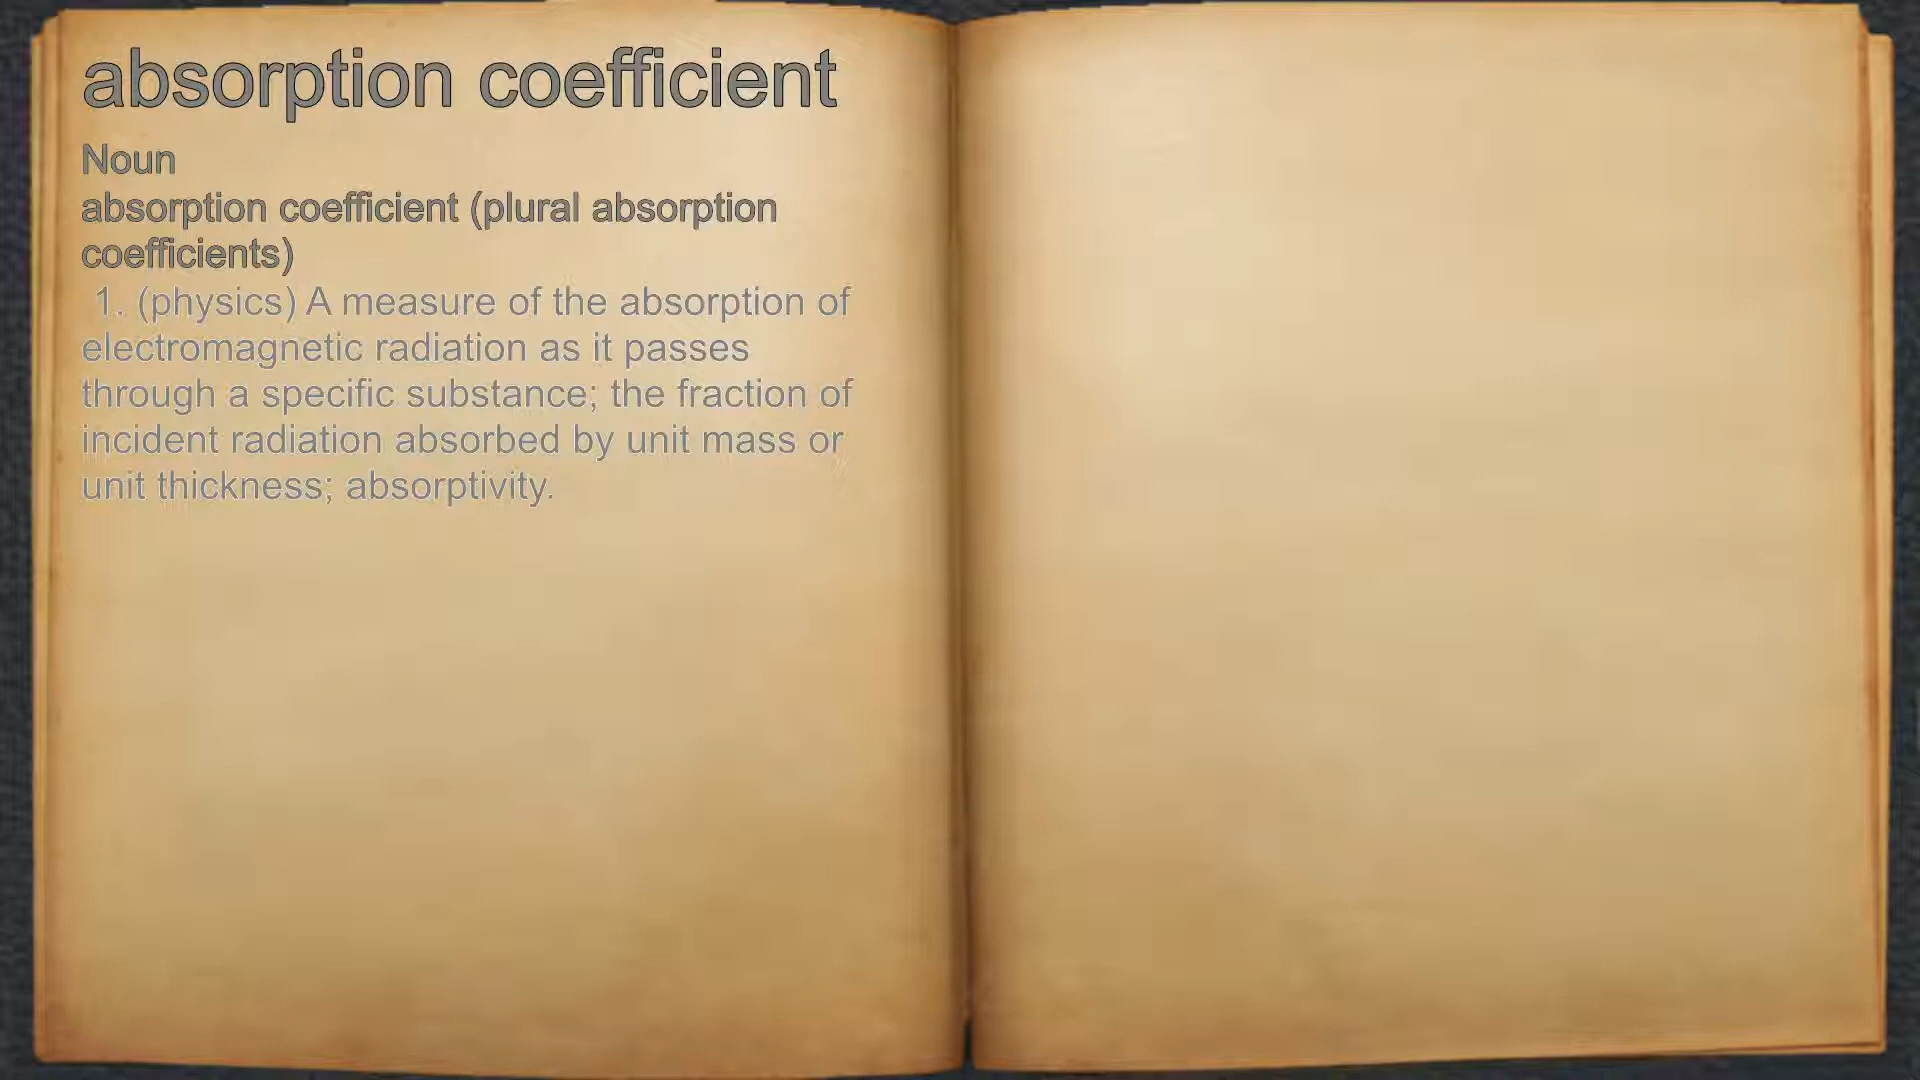 absorption coefficient
Noun
absorption coefficient (plural absorption
coefficients)
1. (physics) A measure of the absorption of
electromagnetic radiation as it passes
through a specific substance; the fraction of
incident radiation absorbed by unit mass or
unit thickness; absorptivity.